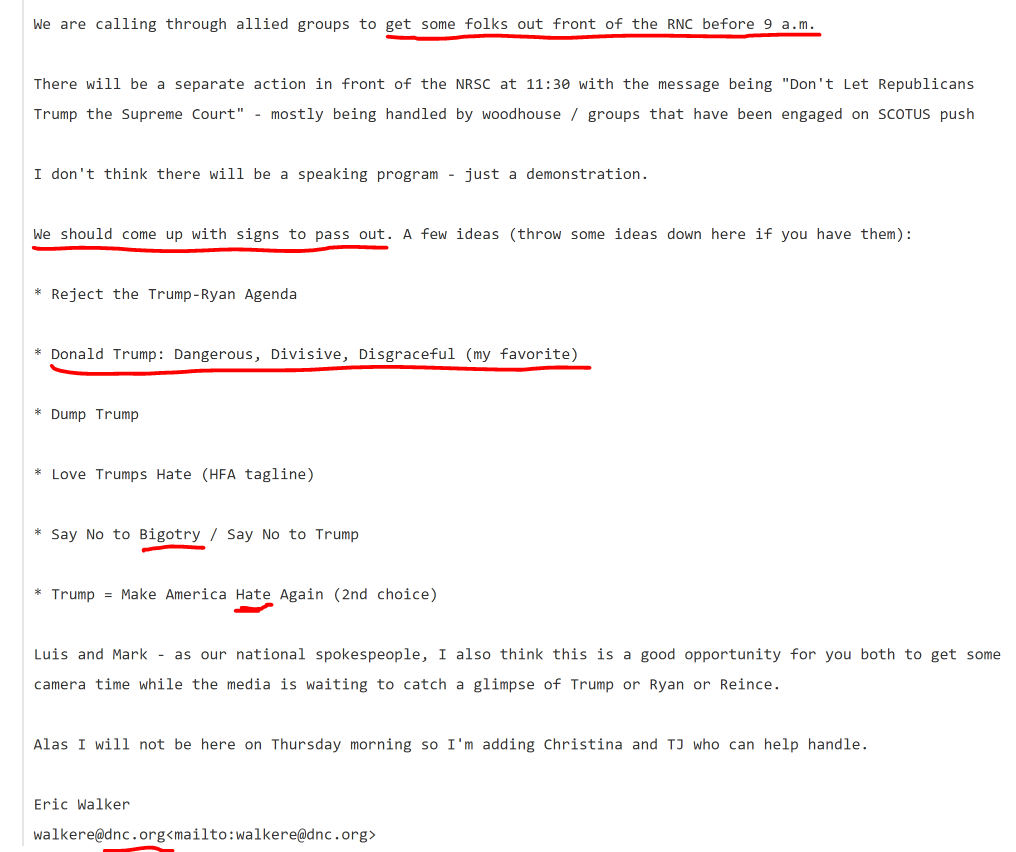 We are calling through allied groups to get some folks out front of the RNC before 9 a.m.
There will be a separate action in front of the NRSC at 11:30 with the message being "Don't Let Republicans
Trump the Supreme Court" - mostly being handled by woodhouse / groups that have been engaged on SCOTUS push
I don't think there will be a speaking program - just a demonstration.
We should come up with signs to pass out. A few ideas (throw some ideas down here if you have them):
* Reject the Trump-Ryan Agenda
* Donald Trump: Dangerous, Divisive, Disgraceful (my favorite)
* Dump Trump
* Love Trumps Hate (HFA tagline)
* Say No to Bigotry / Say No to Trump
* Trump = Make America Hate Again (2nd choice)
Luis and Mark - as our national spokespeople, I also think this is a good opportunity for you both to get some
camera time while the media is waiting to catch a glimpse of Trump or Ryan or Reince.
Alas I will not be here on Thursday morning so I'm adding Christina and TJ who can help handle.
Eric Walker
walkere@dnc.org<mailto:walkere@dnc.org>